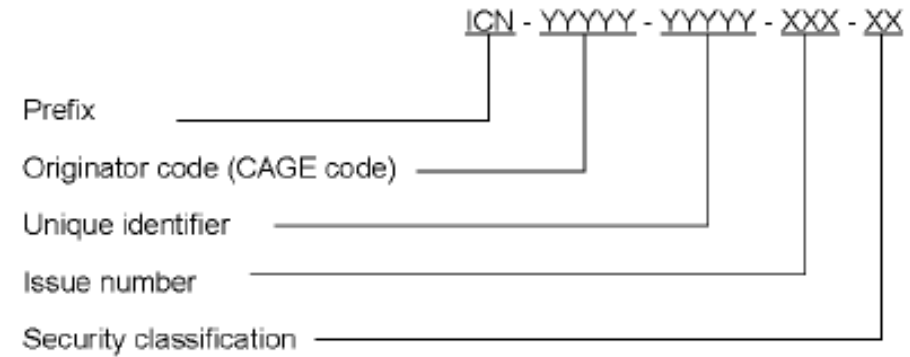 ICN - YYYYY - YYYYY - XXX - XX
Prefix
Originator code (CAGE code)
Unique identifier
Issue number
Security classification